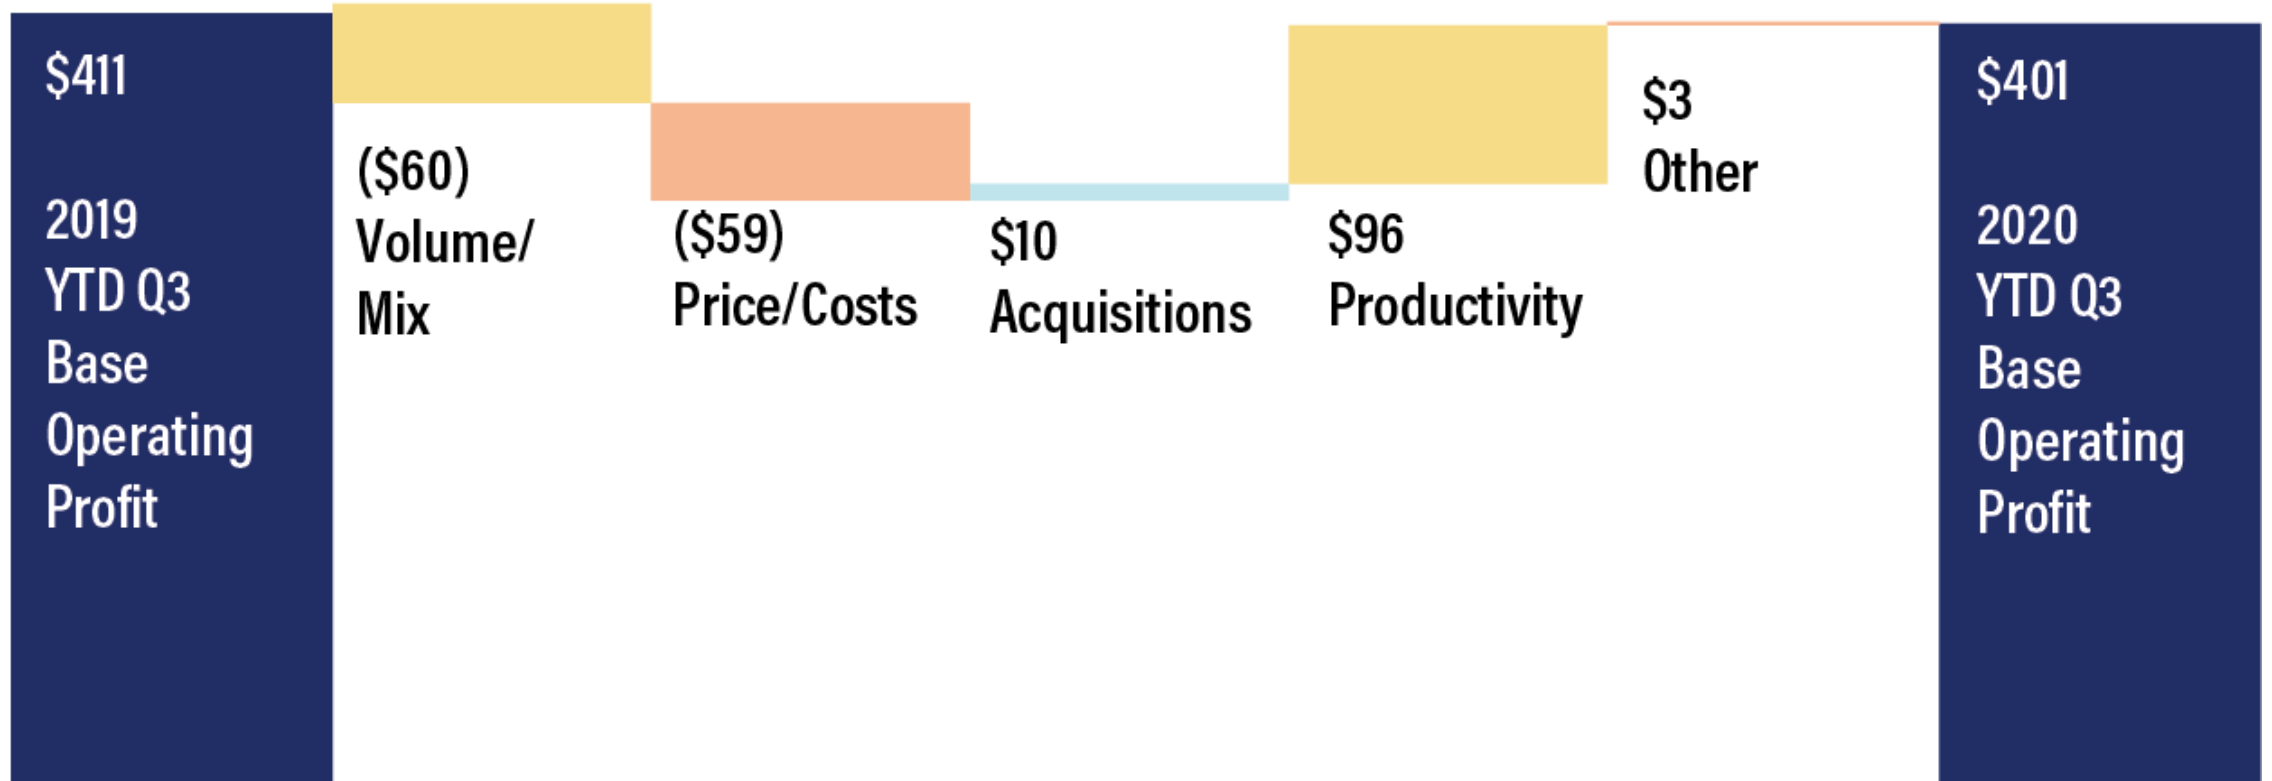 $411
2019
YTD Q3
Base
Operating
Profit
($60)
Volume/
Mix
($59)
Price/Costs
$10
Acquisitions
$96
Productivity
$3
Other
$401
2020
YTD Q3
Base
Operating
Profit